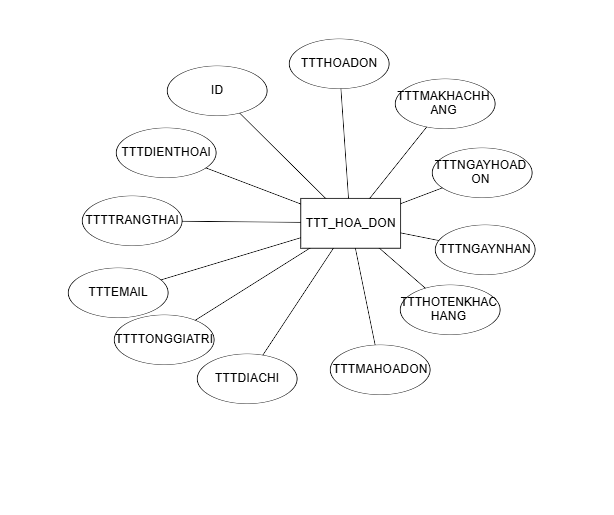 TTTHOADON
ID
TTTMAKHACHH
ANG
TTTDIENTHOAI
TTTNGAYHOAD
ON
TTTTRANGTHAI
TTT_HOA_DON
TTTNGAYNHAN
TTTEMAIL
TTTHOTENKHAC
HANG
TTTTONGGIATRI
TTTDIACHI
TTTMAHOADON